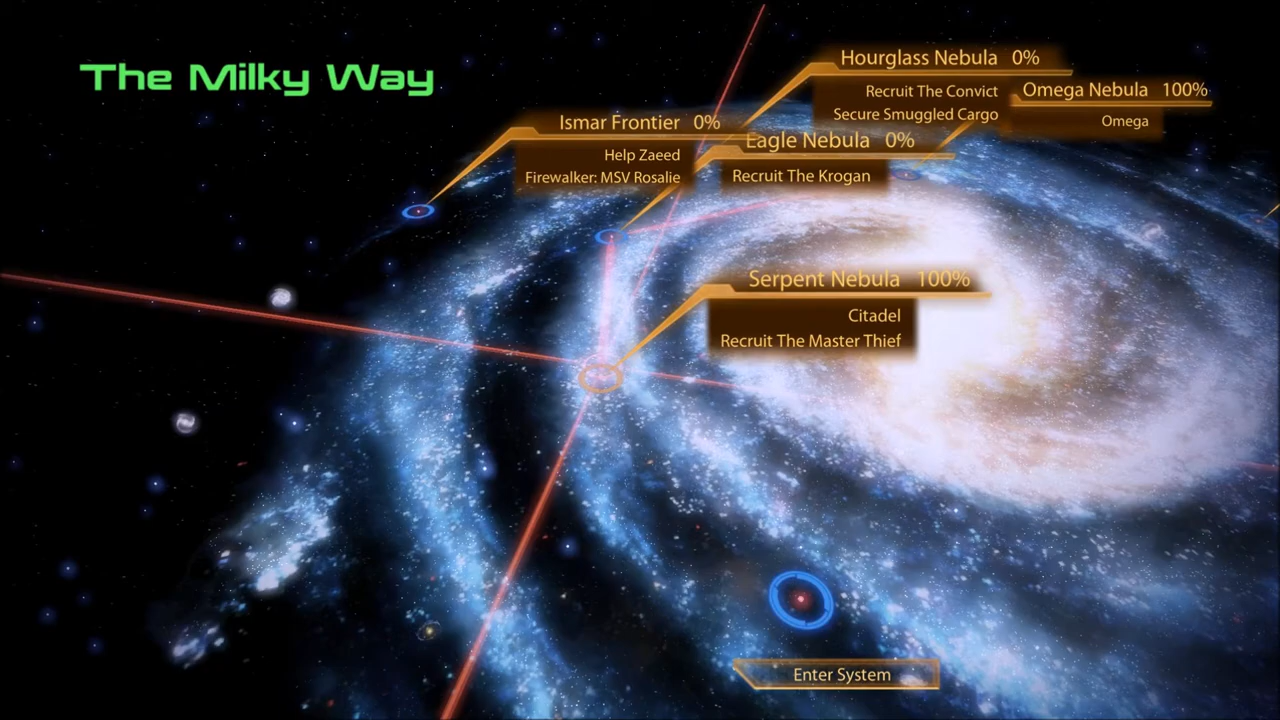 The Milky Way
Hourglass Nebula 0%
Recruit The Convict
Secure Smuggled Cargo
Omega Nebula 100%
Omega
Ismar Frontier 0%
Help Zaeed
Firewalker: MSV Rosalie
Eagle Nebula 0%
Recruit The Krogan
Serpent Nebula 100%
Citadel
Recruit The Master Thief
Enter System